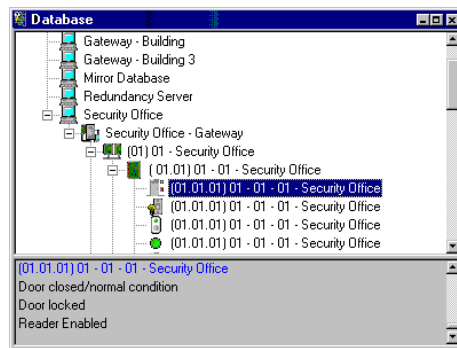 Database
Gateway - Building
Gateway - Building 3
Mirror Database
Redundancy Server
Security Office
Security Office - Gateway
(01) 01 - Security Office
( 01.01) 01 - 01 - Security Office
(01.01.01) 01 - 01 - 01 - Security Office
(01.01.01) 01 - 01 - 01 - Security Office
(01.01.01) 01 - 01 - 01 - Security Office
(01.01.01) 01 - 01 - 01 - Security Office
(01.01.01) 01 - 01 - 01 - Security Office
Door closed/normal condition
Door locked
Reader Enabled